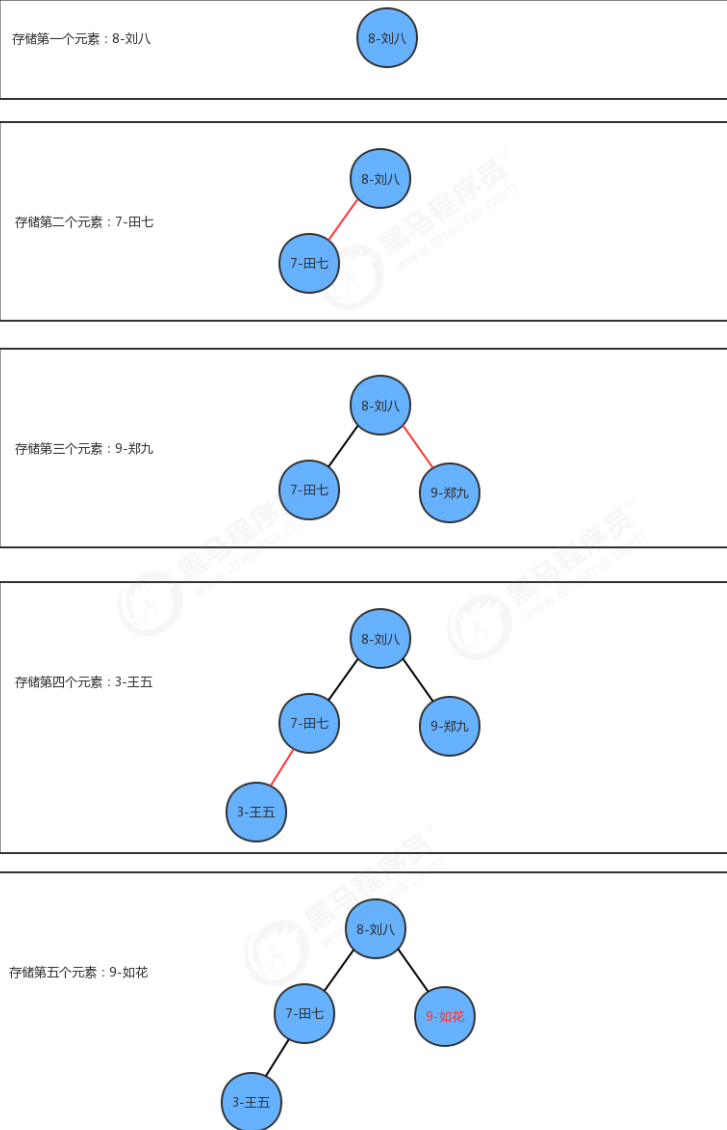 存储第一个元素：8-刘八
8-刘八
8-刘八
存储第二个元素：7-田七
7-田七
黑马程序员
www.itheima.com
8-刘八
存储第三个元素：9-郑九
7-田七
9-郑九
黑马程序员
www.itheima.com
黑马程序员
www.itheima.com
8-刘八
存储第四个元素：3-王五
7-田七
9-郑九
3-王五
黑马程序员
8-刘八
存储第五个元素：9-如花
7-田七
9-如花
3-王五